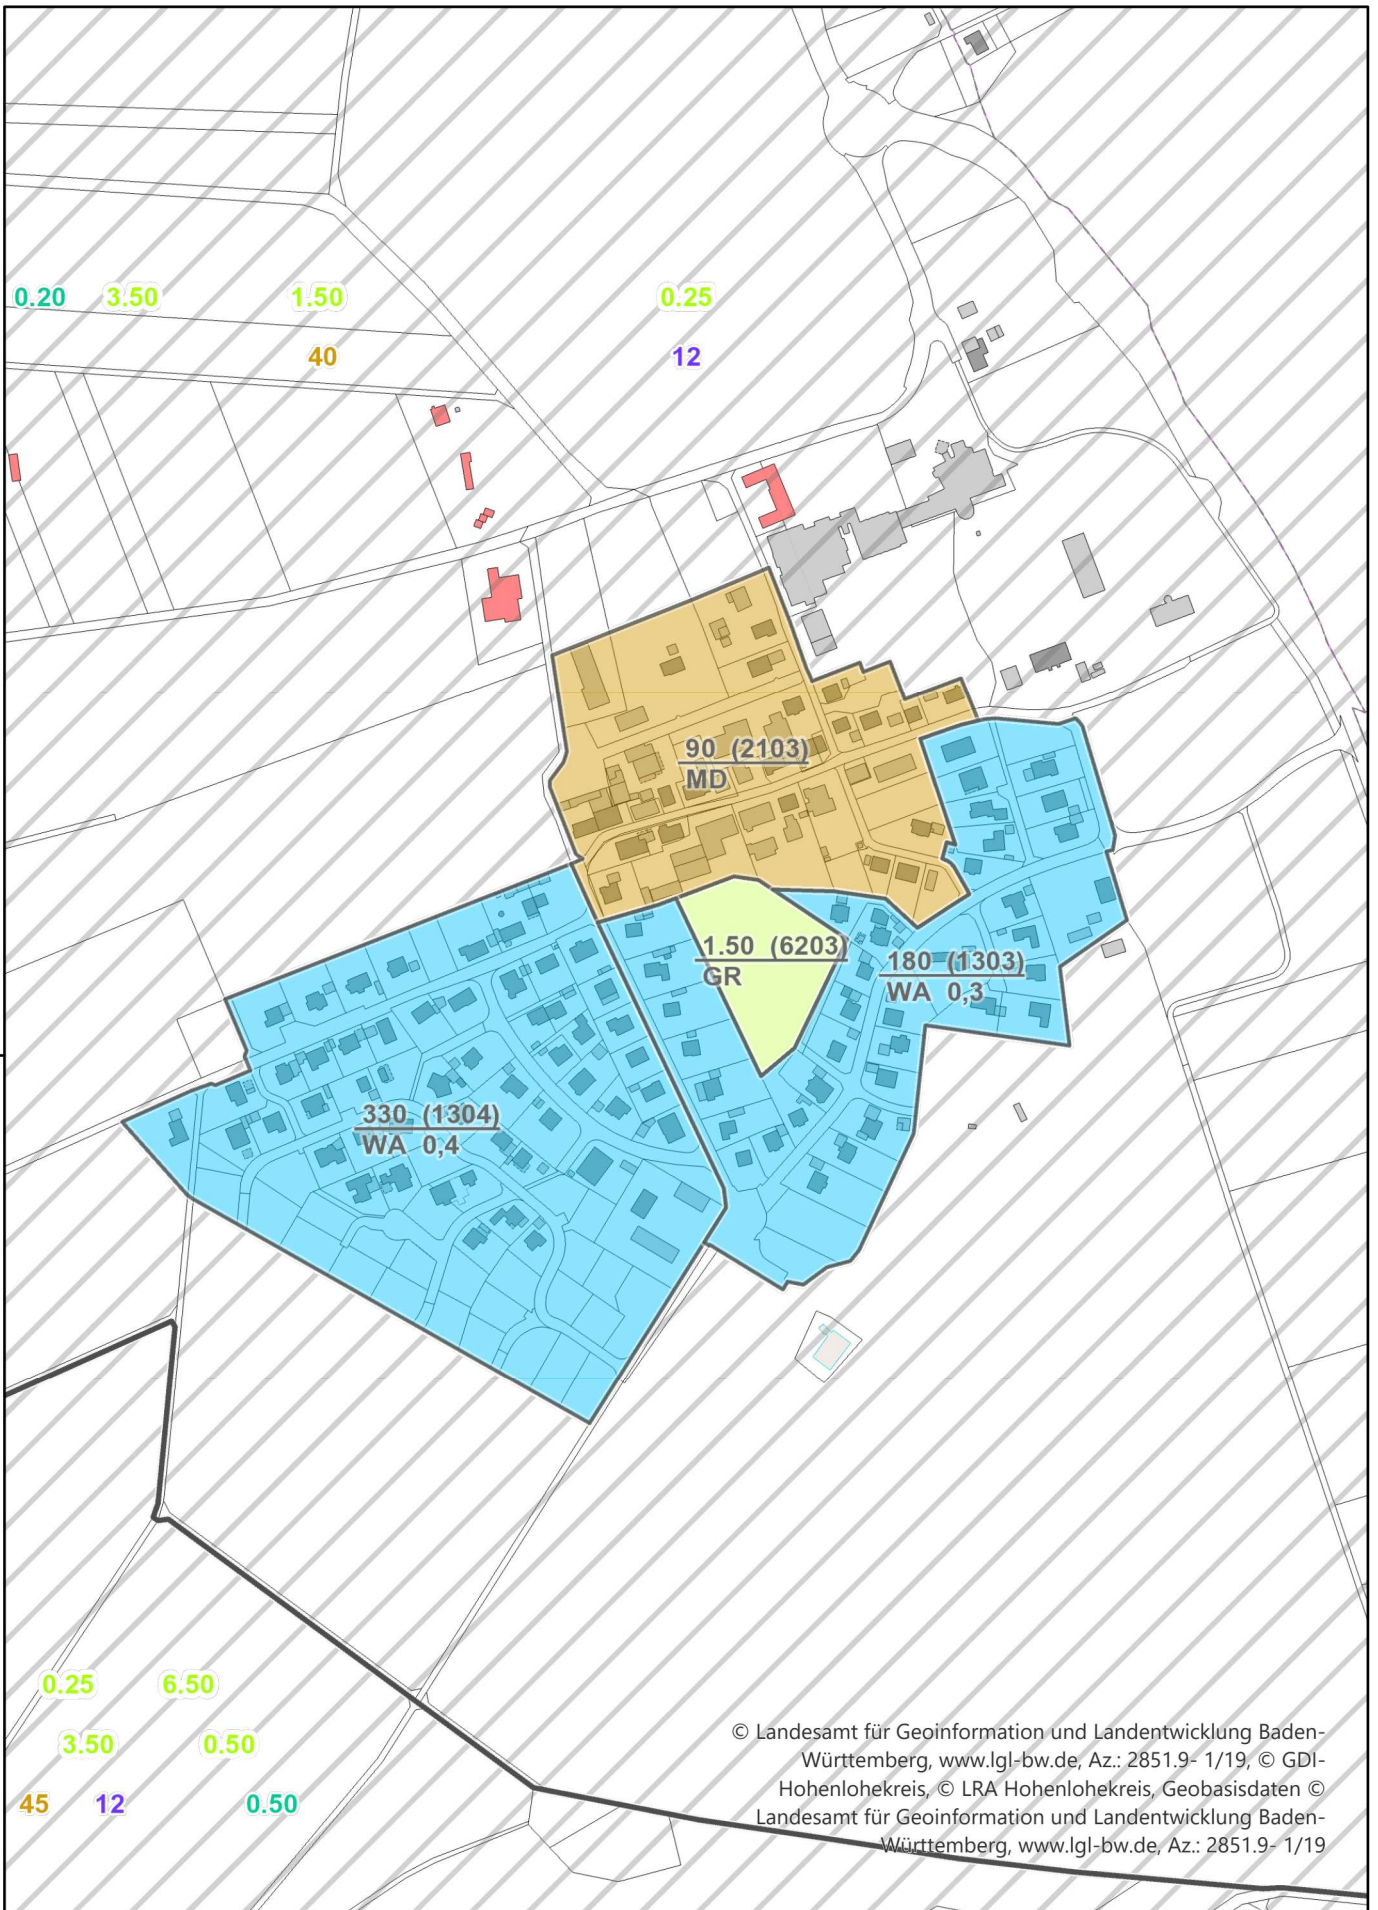 0.20 3.50 1.50 0.25
40 12
90 (2103)
MD
1.50 (6203)
GR
180 (1303)
WA 0,3
330 (1304)
WA 0,4
0.25 6.50
3.50 0.50
45 12 0.50
© Landesamt für Geoinformation und Landentwicklung Baden-
Württemberg, www.lgl-bw.de, Az.: 2851.9- 1/19, © GDI-
Hohenlohekreis, © LRA Hohenlohekreis, Geobasisdaten ©
Landesamt für Geoinformation und Landentwicklung Baden-
Württemberg, www.lgl-bw.de, Az.: 2851.9- 1/19